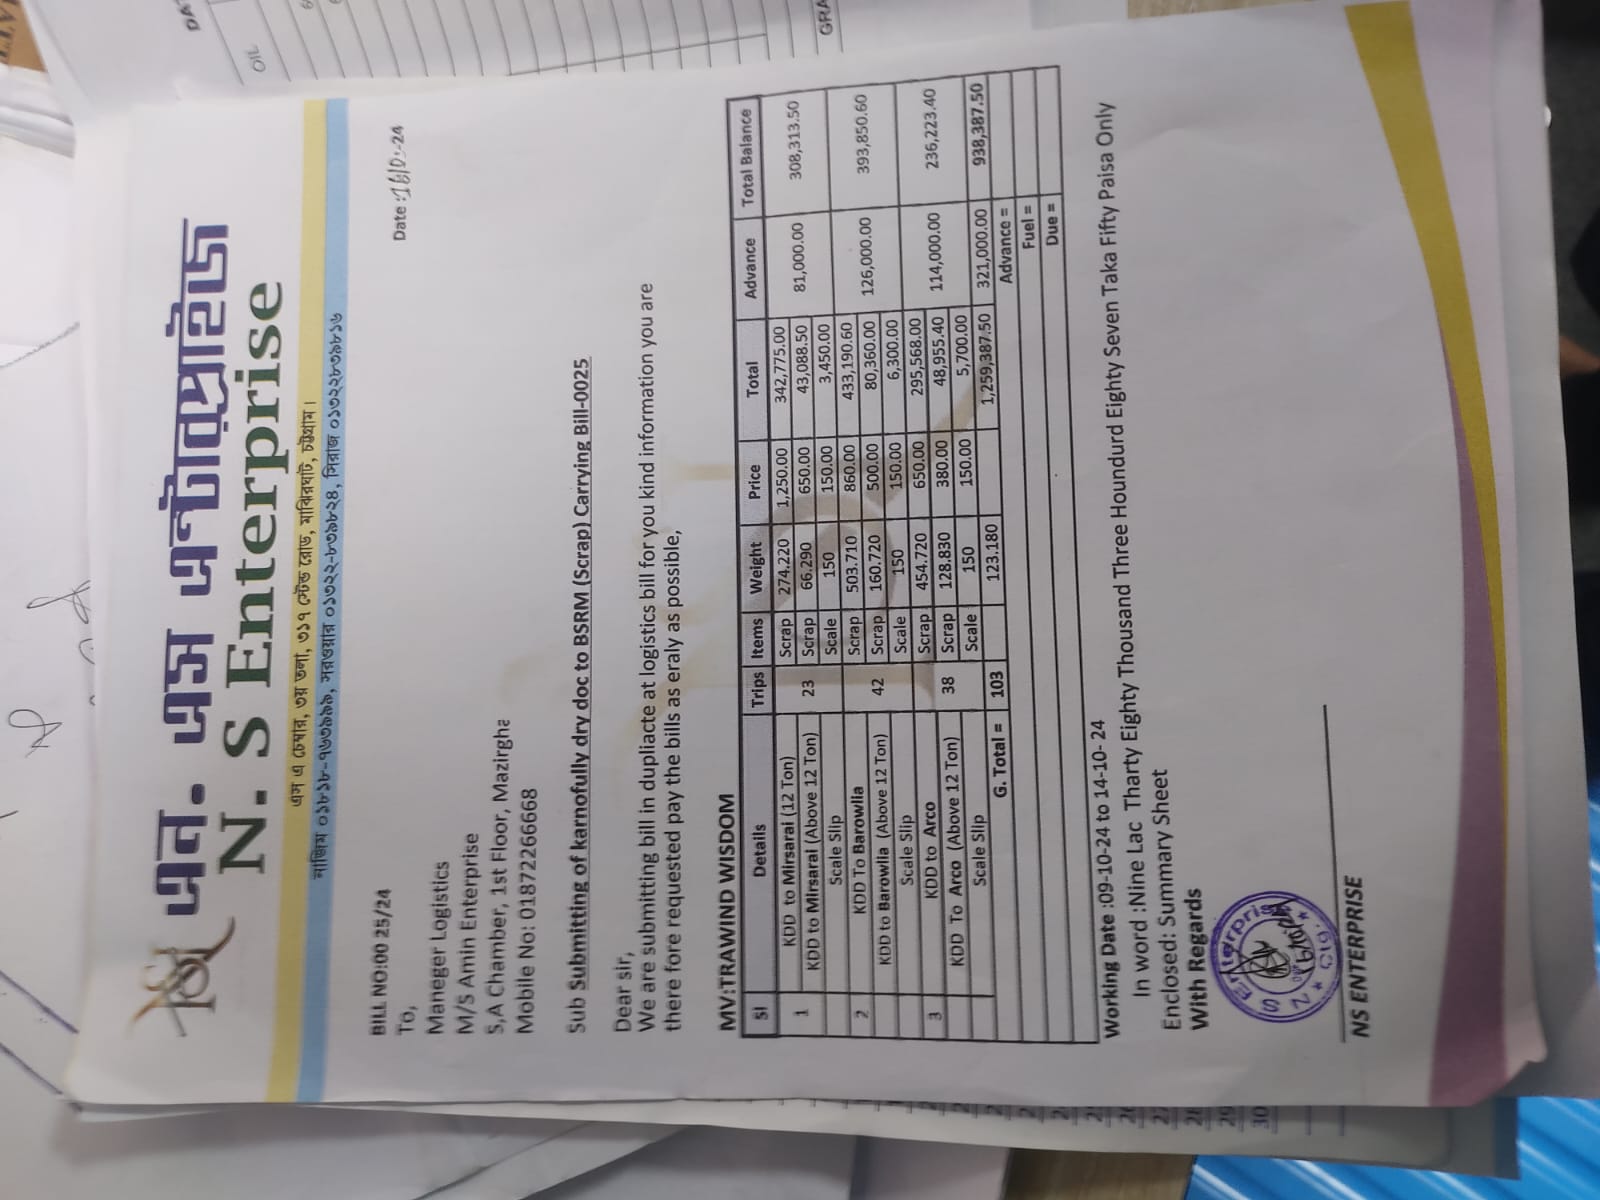 এন. এস এন্টারপ্রাইজ
N. S Enterprise
এস এ চেম্বার, ৩য় তলা, ৩১৭ স্টেন্ড রোড, মাঝিরঘাট, চট্টগ্রাম।
নাজিম ০১৮১৮-৭৬৩৯৯৯, সরওয়ার ০১৩২২-৮৩৯৮২৪, সিরাজ ০১৩২২৮৩৯৮১৬
BILL NO:00 25/24
Date :16/ -24
To,
Maneger Logistics
M/S Amin Enterprise
S,A Chamber, 1st Floor, Mazirgha
Mobile No: 01872266668
Sub Submitting of karnofully dry doc to BSRM (Scrap) Carrying Bill-0025
Dear sir,
We are submitting bill in dupliacte at logistics bill for you kind information you are
there fore requested pay the bills as eraly as possible,
MV:TRAWIND WISDOM
Sl Details Trips Items Weight Price Total Advance Total Balance
1 KDD to Mirsarai (12 Ton) 23 Scrap 274.220 1,250.00 342,775.00 81,000.00 308,313.50
KDD to Mirsarai (Above 12 Ton) Scrap 66.290 650.00 43,088.50
Scale Slip Scale 150 150.00 3,450.00
2 KDD To Barowlia 42 Scrap 503.710 860.00 433,190.60 126,000.00 393,850.60
KDD to Barowlia (Above 12 Ton) Scrap 160.720 500.00 80,360.00
Scale Slip Scale 150 150.00 6,300.00
3 KDD to Arco 38 Scrap 454.720 650.00 295,568.00 114,000.00 236,223.40
KDD To Arco (Above 12 Ton) Scrap 128.830 380.00 48,955.40
Scale Slip Scale 150 150.00 5,700.00
G. Total = 103 123.180 1,259,387.50 321,000.00 938,387.50
Advance =
Fuel =
Due =
Working Date :09-10-24 to 14-10- 24
In word :Nine Lac Tharty Eighty Thousand Three Houndurd Eighty Seven Taka Fifty Paisa Only
Enclosed: Summary Sheet
With Regards
N S Enterprise
Ctg.
NS ENTERPRISE
OIL
28
29
30